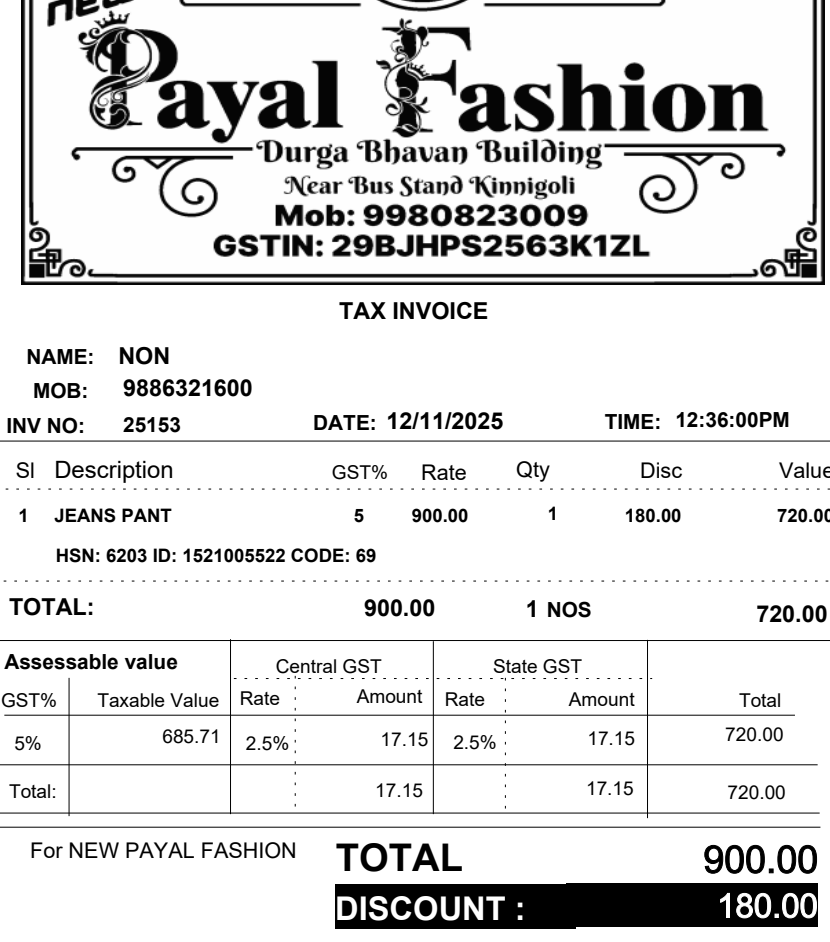 new
Payal Fashion
Durga Bhavan Building
Near Bus Stand Kinnigoli
Mob: 9980823009
GSTIN: 29BJHPS2563K1ZL
TAX INVOICE
NAME: NON
MOB: 9886321600
INV NO: 25153 DATE: 12/11/2025 TIME: 12:36:00PM
Sl Description GST% Rate Qty Disc Value
1 JEANS PANT 5 900.00 1 180.00 720.00
HSN: 6203 ID: 1521005522 CODE: 69
TOTAL: 900.00 1 NOS 720.00
Assessable value Central GST State GST
GST% Taxable Value Rate Amount Rate Amount Total
5% 685.71 2.5% 17.15 2.5% 17.15 720.00
Total: 17.15 17.15 720.00
For NEW PAYAL FASHION TOTAL 900.00
DISCOUNT : 180.00